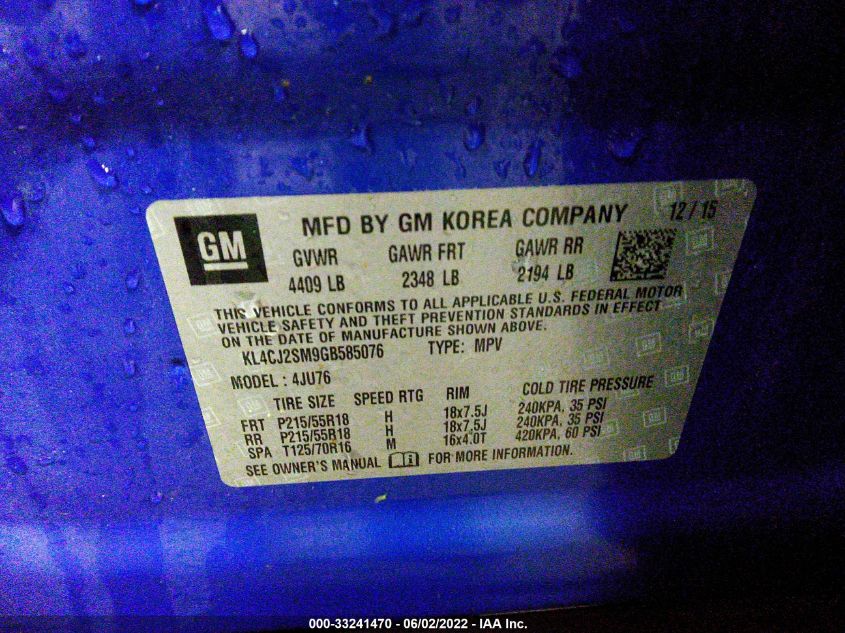 GM
MFD BY GM KOREA COMPANY 12/15
GVWR GAWR FRT GAWR RR
4409 LB 2348 LB 2194 LB
THIS VEHICLE CONFORMS TO ALL APPLICABLE U.S. FEDERAL MOTOR
VEHICLE SAFETY AND THEFT PREVENTION STANDARDS IN EFFECT
ON THE DATE OF MANUFACTURE SHOWN ABOVE.
KL4CJ2SM9GB585076 TYPE: MPV
MODEL : 4JU76
TIRE SIZE SPEED RTG RIM COLD TIRE PRESSURE
FRT P215/55R18 H 18x7.5J 240KPA, 35 PSI
RR P215/55R18 H 18x7.5J 240KPA, 35 PSI
SPA T125/70R16 M 16x4.0T 420KPA, 60 PSI
SEE OWNER'S MANUAL FOR MORE INFORMATION.
000-33241470 - 06/02/2022 - IAA Inc.